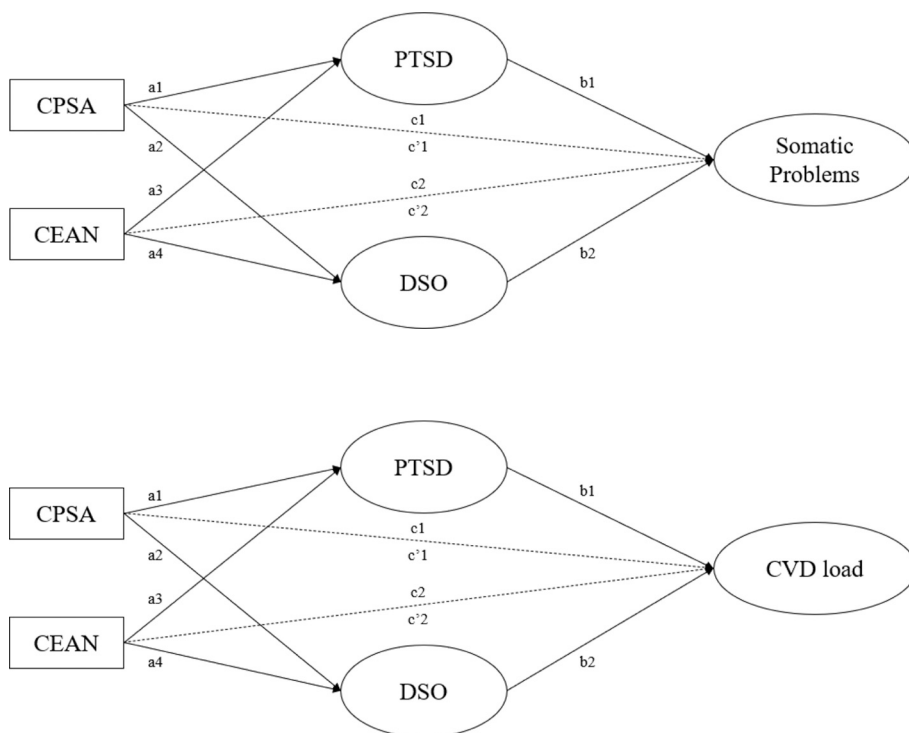 PTSD
a1
b1
CPSA
c1
a2
c'1
Somatic
Problems
a3
c2
CEAN
c'2
a4
b2
DSO
PTSD
a1
b1
CPSA
c1
a2
c'1
CVD load
a3
c2
c'2
CEAN
a4
b2
DSO